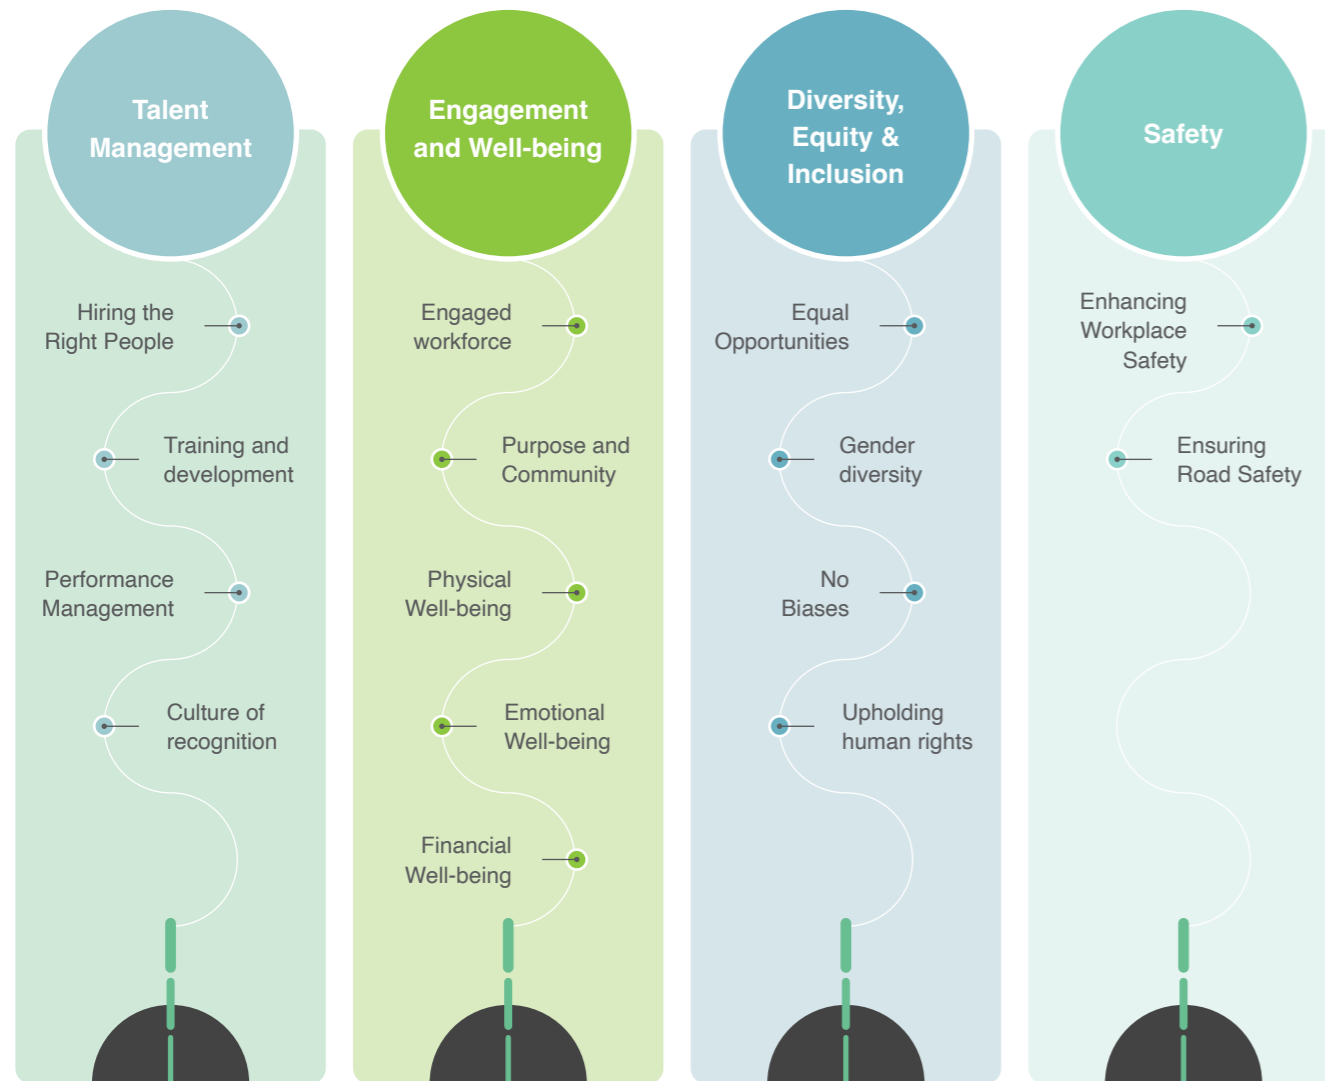 Talent
Management
Hiring the
Right People
Training and
development
Performance
Management
Culture of
recognition
Engagement
and Well-being
Engaged
workforce
Purpose and
Community
Physical
Well-being
Emotional
Well-being
Financial
Well-being
Diversity,
Equity &
Inclusion
Equal
Opportunities
Gender
diversity
No
Biases
Upholding
human rights
Safety
Enhancing
Workplace
Safety
Ensuring
Road Safety